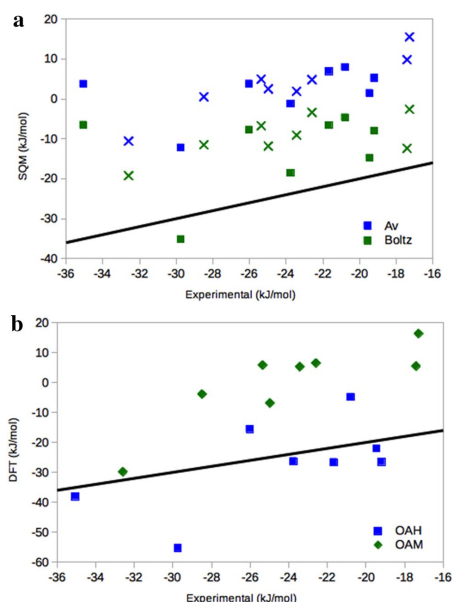 a
20
10
0
-10
-20
-30
-40
SQM (kJ/mol)
Av
Boltz
-36 -34 -32 -30 -28 -26 -24 -22 -20 -18 -16
Experimental (kJ/mol)
b
20
10
0
-10
-20
-30
-40
-50
-60
DFT (kJ/mol)
OAH
OAM
-36 -34 -32 -30 -28 -26 -24 -22 -20 -18 -16
Experimental (kJ/mol)